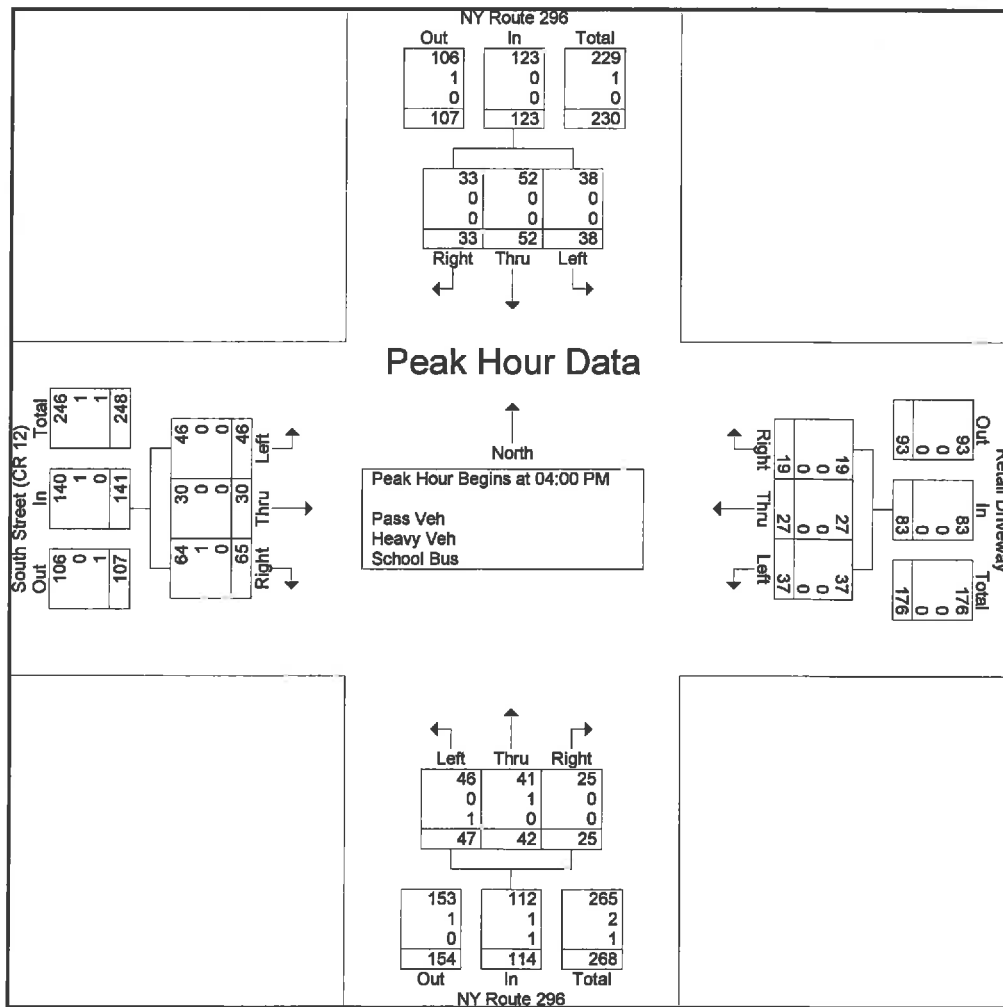 NY Route 296
Out In Total
106 123 229
1 0 1
0 0 0
107 123 230
33 52 38
0 0 0
0 0 0
33 52 38
Right Thru Left
Peak Hour Data
South Street (CR 12)
Total
246 1 1 248
In
140 1 0 141
Out
106 0 1 107
46 0 0 46
Left
30 0 0 30
Thru
64 1 0 65
Right
North
Peak Hour Begins at 04:00 PM
Pass Veh
Heavy Veh
School Bus
Right
19 0 0 19
Thru
27 0 0 27
Left
37 0 0 37
Retail Driveway
Out
93 0 0 93
In
83 0 0 83
Total
176 0 0 176
Left Thru Right
46 41 25
0 1 0
1 0 0
47 42 25
153 112 265
1 1 2
0 1 1
154 114 268
Out In Total
NY Route 296